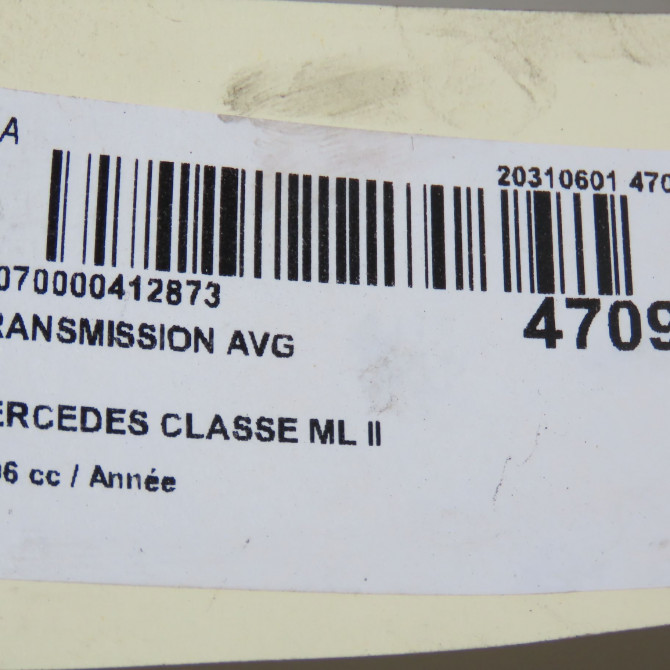 A
20310601 470
070000412873
4709
RANSMISSION AVG
ERCEDES CLASSE ML II
6 cc / Année